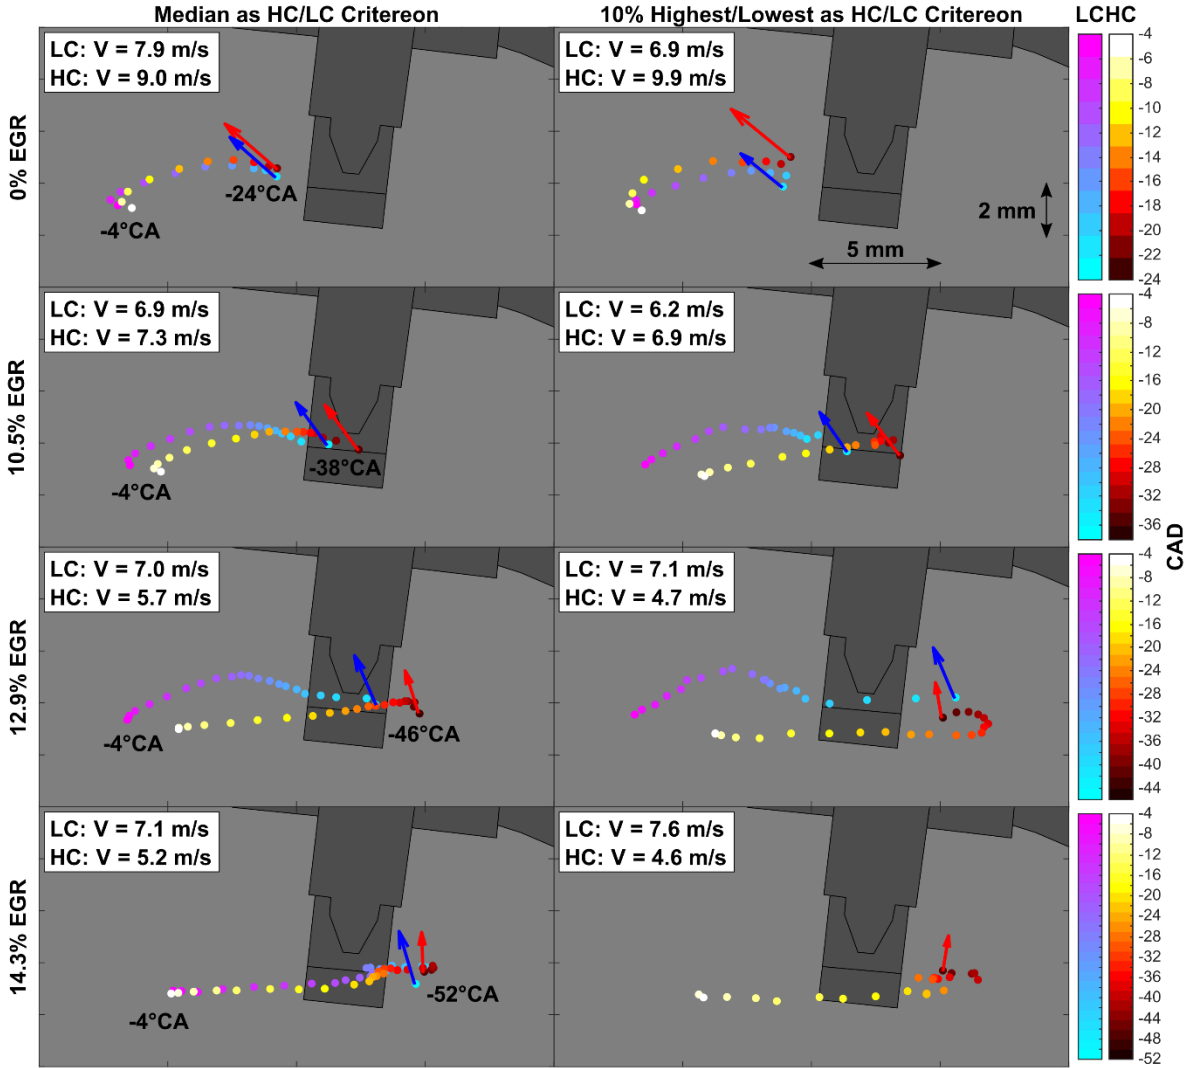 Median as HC/LC Critereon
10% Highest/Lowest as HC/LC Critereon
LC HC
0% EGR
LC: V = 7.9 m/s
HC: V = 9.0 m/s
-24°CA
-4°CA
LC: V = 6.9 m/s
HC: V = 9.9 m/s
2 mm
5 mm
-4
-6
-8
-10
-12
-14
-16
-18
-20
-22
-24
10.5% EGR
LC: V = 6.9 m/s
HC: V = 7.3 m/s
-38°CA
-4°CA
LC: V = 6.2 m/s
HC: V = 6.9 m/s
-4
-8
-12
-16
-20
-24
-28
-32
-36
CAD
12.9% EGR
LC: V = 7.0 m/s
HC: V = 5.7 m/s
-4°CA
-46°CA
LC: V = 7.1 m/s
HC: V = 4.7 m/s
-4
-8
-12
-16
-20
-24
-28
-32
-36
-40
-44
14.3% EGR
LC: V = 7.1 m/s
HC: V = 5.2 m/s
-52°CA
-4°CA
LC: V = 7.6 m/s
HC: V = 4.6 m/s
-4
-8
-12
-16
-20
-24
-28
-32
-36
-40
-44
-48
-52